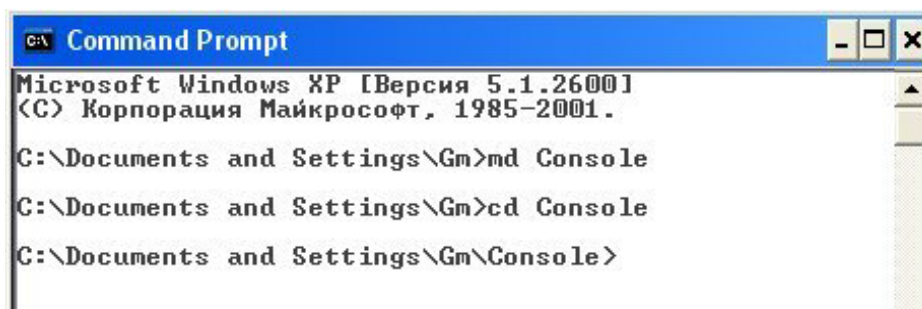 C:\ Command Prompt
Microsoft Windows XP [Версия 5.1.2600]
(С) Корпорация Майкрософт, 1985-2001.
C:\Documents and Settings\Gm>md Console
C:\Documents and Settings\Gm>cd Console
C:\Documents and Settings\Gm\Console>